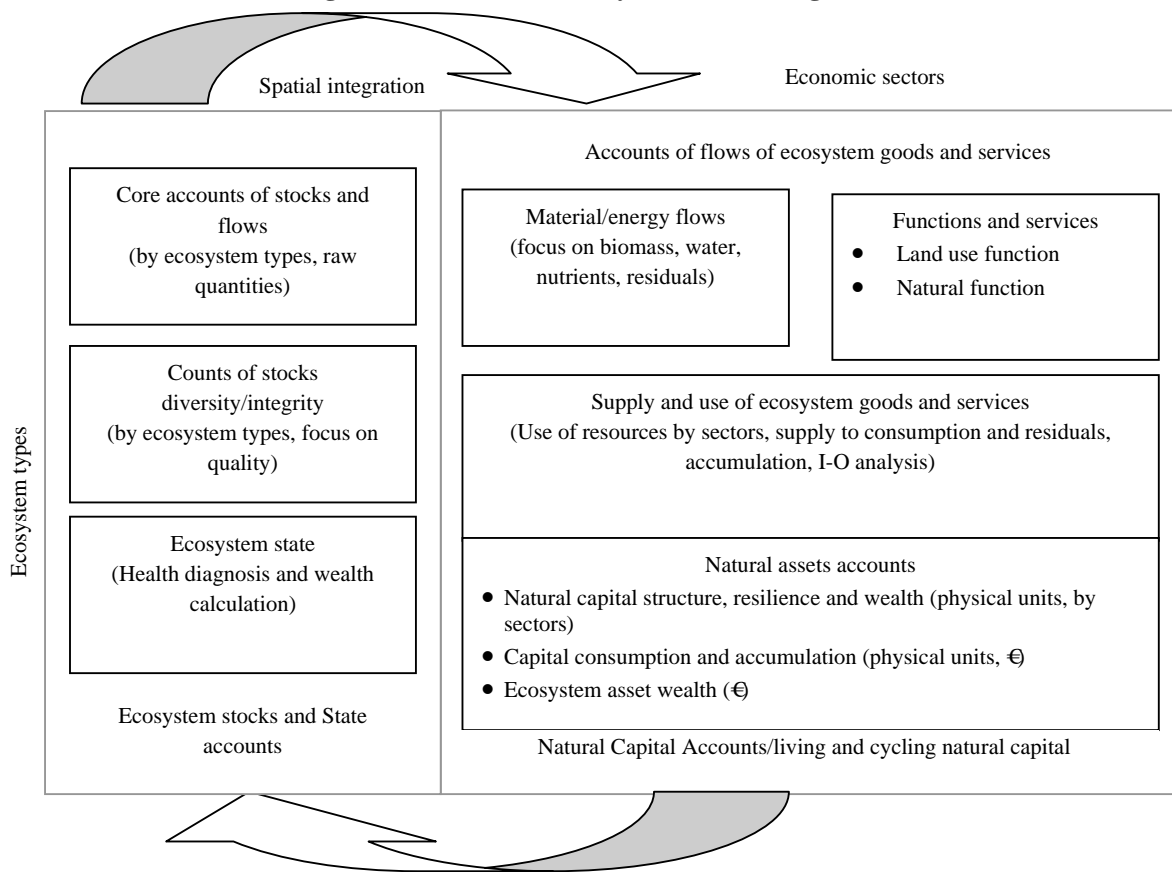 Spatial integration
Economic sectors
Ecosystem types
Core accounts of stocks and
flows
(by ecosystem types, raw
quantities)
Counts of stocks
diversity/integrity
(by ecosystem types, focus on
quality)
Ecosystem state
(Health diagnosis and wealth
calculation)
Ecosystem stocks and State
accounts
Accounts of flows of ecosystem goods and services
Material/energy flows
(focus on biomass, water,
nutrients, residuals)
Functions and services
• Land use function
• Natural function
Supply and use of ecosystem goods and services
(Use of resources by sectors, supply to consumption and residuals,
accumulation, I-O analysis)
Natural assets accounts
• Natural capital structure, resilience and wealth (physical units, by
sectors)
• Capital consumption and accumulation (physical units, €)
• Ecosystem asset wealth (€)
Natural Capital Accounts/living and cycling natural capital